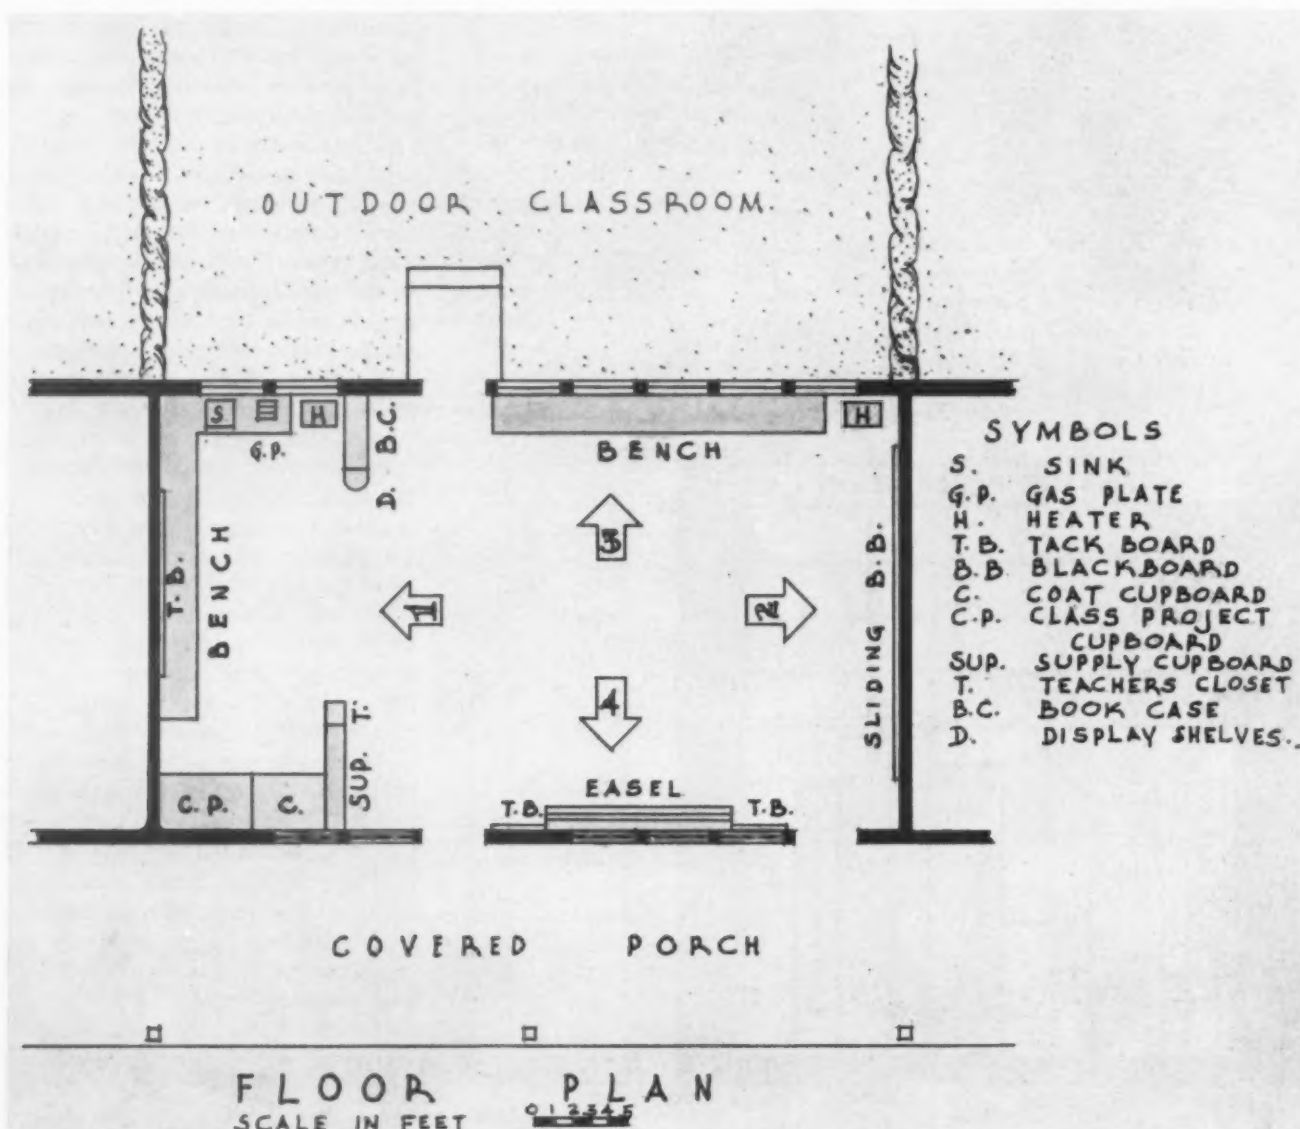 OUTDOOR CLASSROOM.
S
H
G.P.
B.C.
D.
BENCH
H
T.B.
BENCH
1
2
3
4
SLIDING B.B.
SUP. T.
C.P.
C.
EASEL
T.B.
T.B.
SYMBOLS
S. SINK
G.P. GAS PLATE
H. HEATER
T.B. TACK BOARD
B.B BLACKBOARD
C. COAT CUPBOARD
C.P. CLASS PROJECT
CUPBOARD
SUP. SUPPLY CUPBOARD
T. TEACHERS CLOSET
B.C. BOOK CASE
D. DISPLAY SHELVES.
COVERED PORCH
FLOOR PLAN
SCALE IN FEET 0 1 2 3 4 5